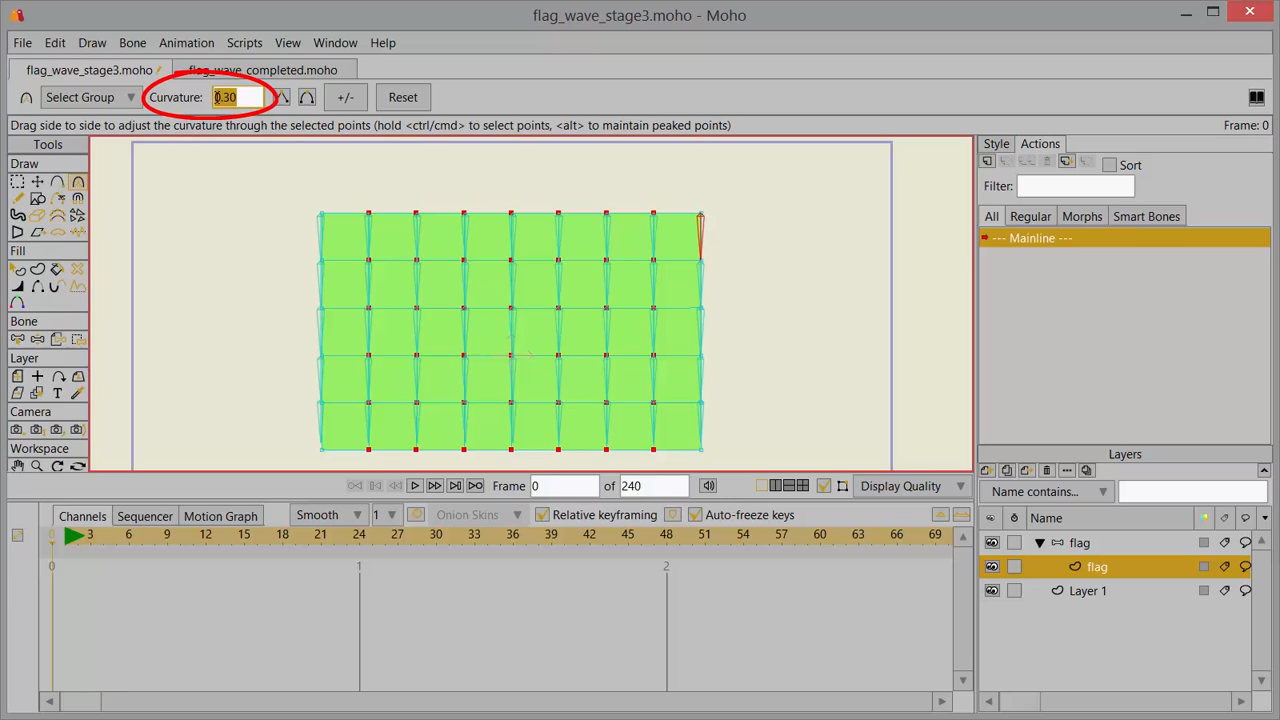 flag_wave_stage3.moho - Moho
File Edit Draw Bone Animation Scripts View Window Help
flag_wave_stage3.moho flag_wave_completed.moho
Select Group Curvature: 0.30 +/- Reset
Drag side to side to adjust the curvature through the selected points (hold <ctrl/cmd> to select points, <alt> to maintain peaked points) Frame: 0
Tools
Draw
Fill
Bone
Layer
Camera
Workspace
Style Actions
Sort
Filter:
All Regular Morphs Smart Bones
--- Mainline ---
Frame 0 of 240 Display Quality
Channels Sequencer Motion Graph Smooth 1 Onion Skins Relative keyframing Auto-freeze keys
0 3 6 9 12 15 18 21 24 27 30 33 36 39 42 45 48 51 54 57 60 63 66 69
0 1 2
Layers
Name contains...
Name
flag
flag
Layer 1